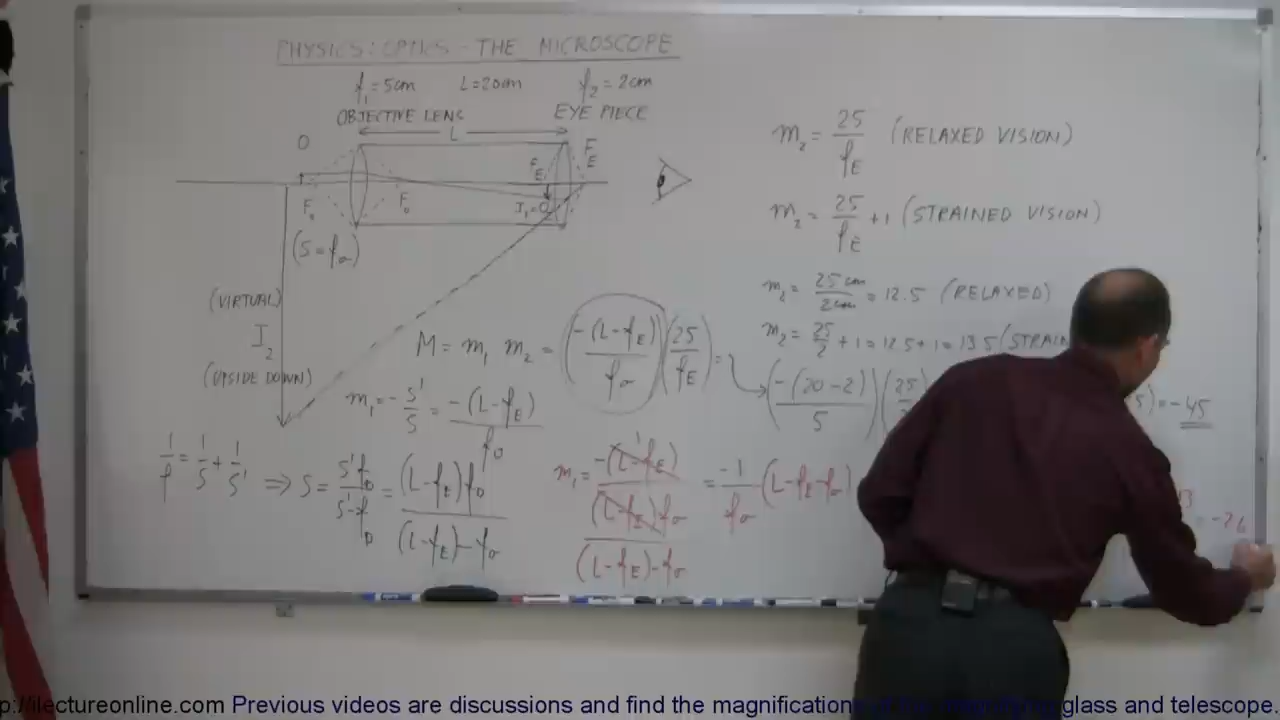 PHYSICS: OPTICS - THE MICROSCOPE
f₁ = 5cm L = 20cm f₂ = 2cm
OBJECTIVE LENS EYE PIECE
L
O
F_E
F_E
F_o
F_o
I₁=O
(S = f_o)
(VIRTUAL)
I₂
(UPSIDE DOWN)
m₂ = 25/f_E (RELAXED VISION)
m₂ = 25/f_E + 1 (STRAINED VISION)
m₂ = 25cm/2cm = 12.5 (RELAXED)
m₂ = 25/2 + 1 = 12.5 + 1 = 13.5 (STRAIN
M = m₁ m₂ = (-(L-f_E)/f_o)(25/f_E) =
(-(20-2)/5)(25/
5) = -45
m₁ = -S'/S = -(L-f_E)/f_o
1/f = 1/S + 1/S' ⇒ S = S'f_o/(S'-f_o) = (L-f_E)f_o/((L-f_E)-f_o)
m₁ = -(L-f_E)/((L-f_E)f_o/((L-f_E)-f_o)) = -1/f_o (L-f_E-f_o)
13
= -26
p://ilectureonline.com Previous videos are discussions and find the magnification glass and telescope.